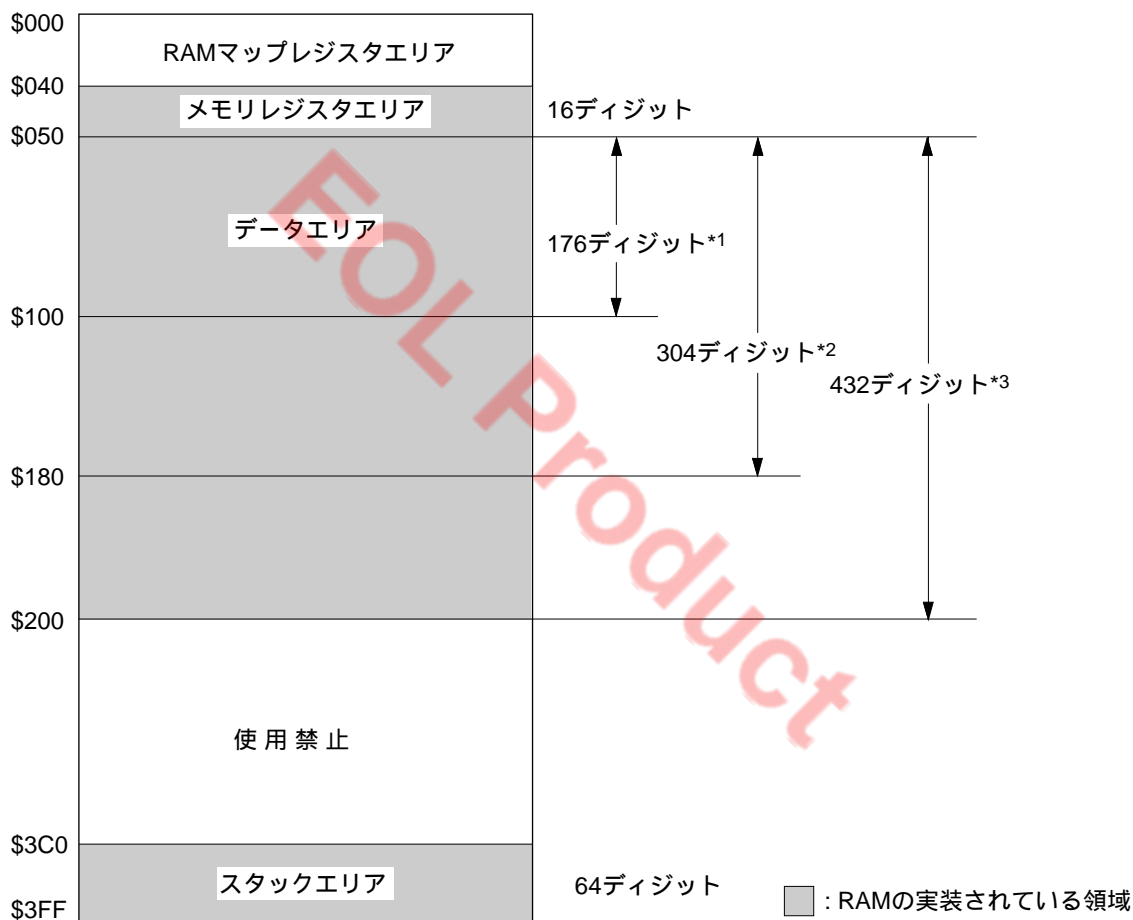 $000
RAMマップレジスタエリア
$040
メモリレジスタエリア
16ディジット
$050
データエリア
176ディジット*1
$100
304ディジット*2
432ディジット*3
$180
$200
使用禁止
$3C0
スタックエリア
64ディジット
: RAMの実装されている領域
$3FF
EOL Product